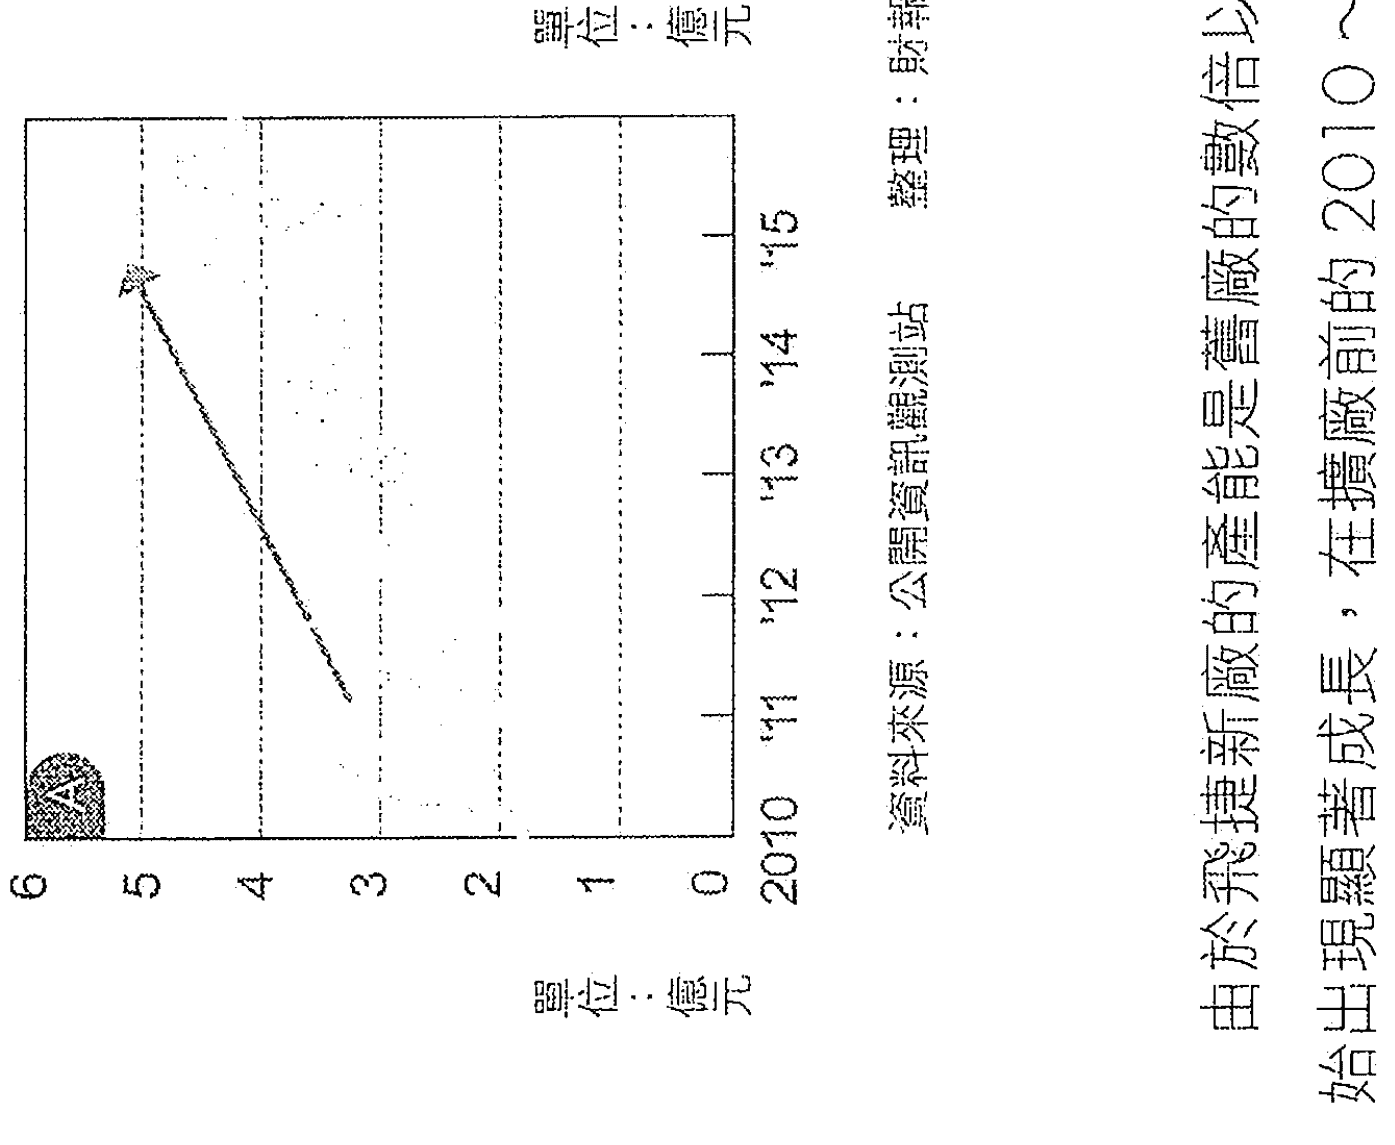 A
6
5
4
3
2
1
0
2010 '11 '12 '13 '14 '15
單位：億元
單位：億元
資料來源：公開資訊觀測站 整理：財報
由於飛捷新廠的產能是舊廠的數倍以
始出現顯著成長，在擴廠前的 2010 ～